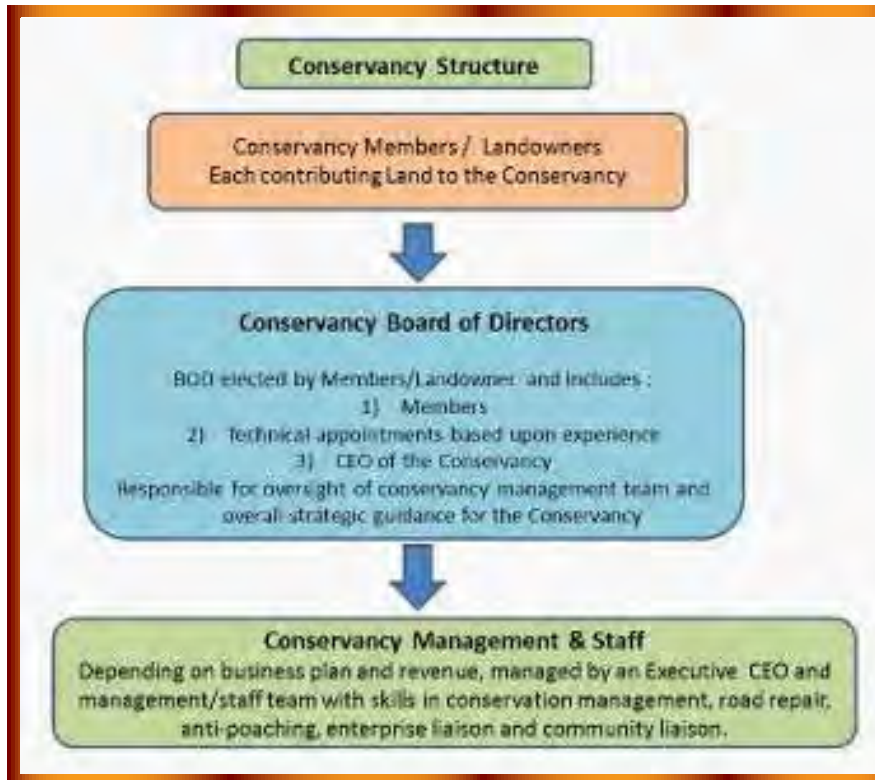 Conservancy Structure
Conservancy Members / Landowners
Each contributing Land to the Conservancy
Conservancy Board of Directors
BOD elected by Members/Landowner and includes :
1) Members
2) Technical appointments based upon experience
3) CEO of the Conservancy
Responsible for oversight of conservancy management team and
overall strategic guidance for the Conservancy
Conservancy Management & Staff
Depending on business plan and revenue, managed by an Executive CEO and
management/staff team with skills in conservation management, road repair,
anti-poaching, enterprise liaison and community liaison.